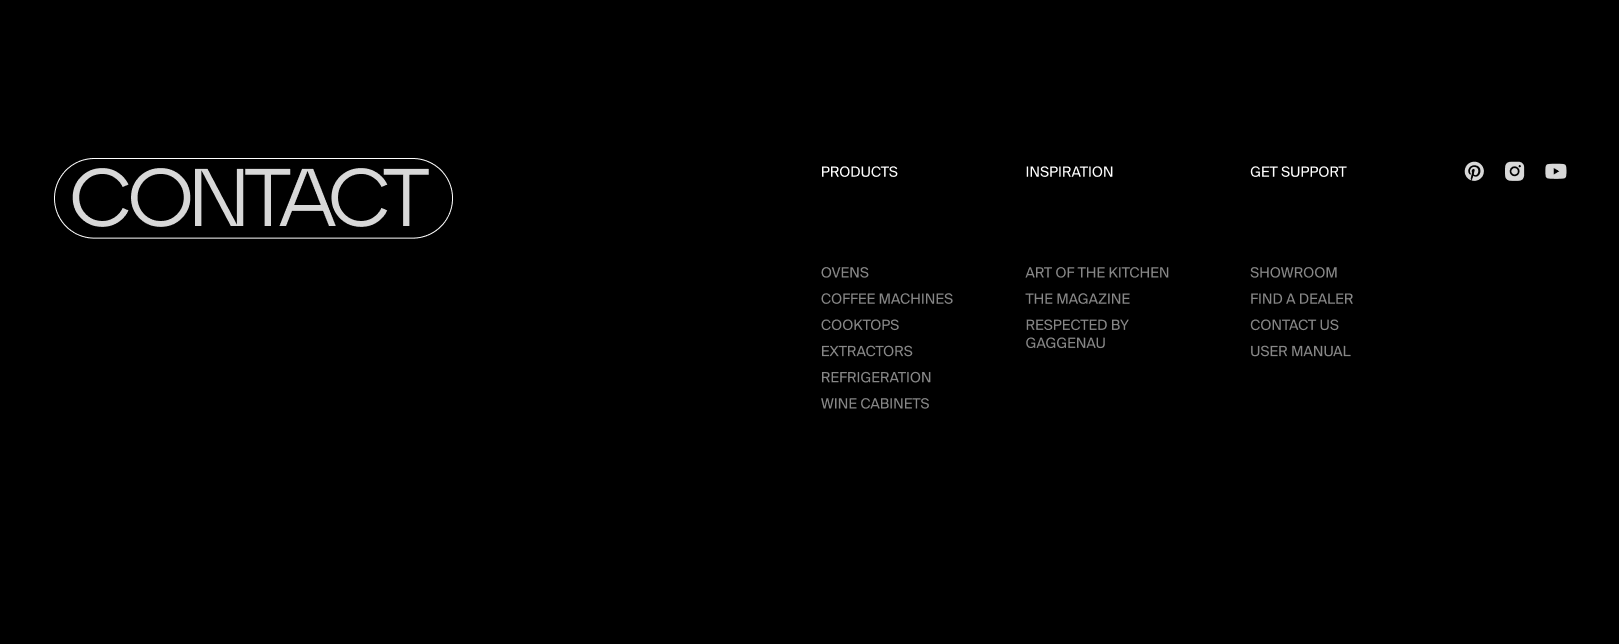 CONTACT
PRODUCTS
OVENS
COFFEE MACHINES
COOKTOPS
EXTRACTORS
REFRIGERATION
WINE CABINETS
INSPIRATION
ART OF THE KITCHEN
THE MAGAZINE
RESPECTED BY
GAGGENAU
GET SUPPORT
SHOWROOM
FIND A DEALER
CONTACT US
USER MANUAL